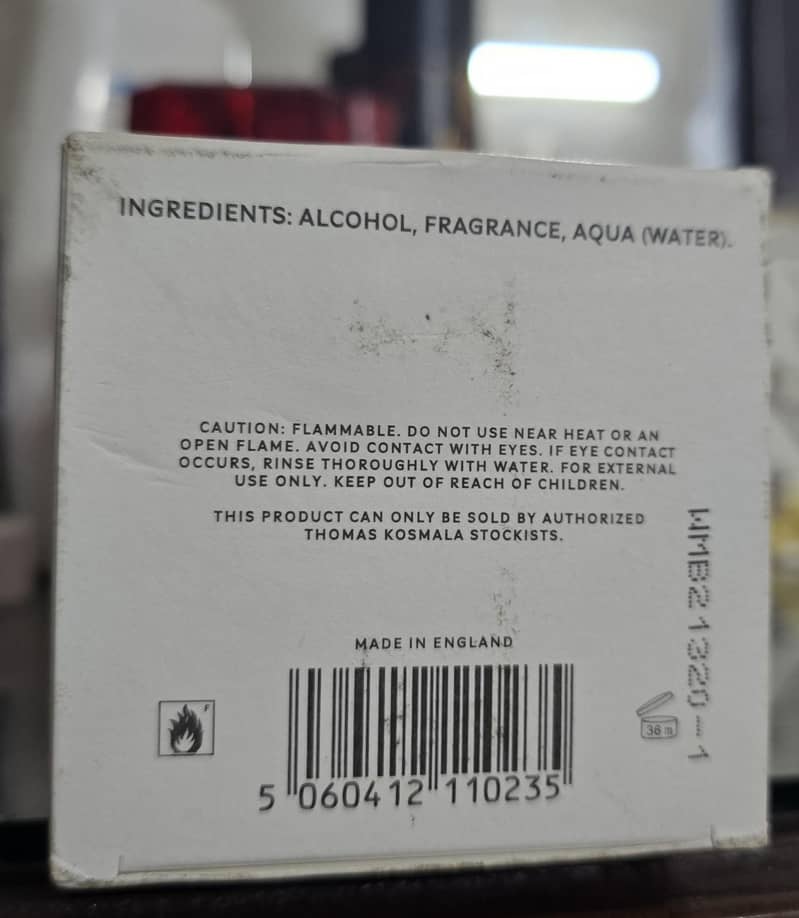 INGREDIENTS: ALCOHOL, FRAGRANCE, AQUA (WATER).
CAUTION: FLAMMABLE. DO NOT USE NEAR HEAT OR AN
OPEN FLAME. AVOID CONTACT WITH EYES. IF EYE CONTACT
OCCURS, RINSE THOROUGHLY WITH WATER. FOR EXTERNAL
USE ONLY. KEEP OUT OF REACH OF CHILDREN.
THIS PRODUCT CAN ONLY BE SOLD BY AUTHORIZED
THOMAS KOSMALA STOCKISTS.
MADE IN ENGLAND
F
5 060412 110235
36 m
WMB21320-1